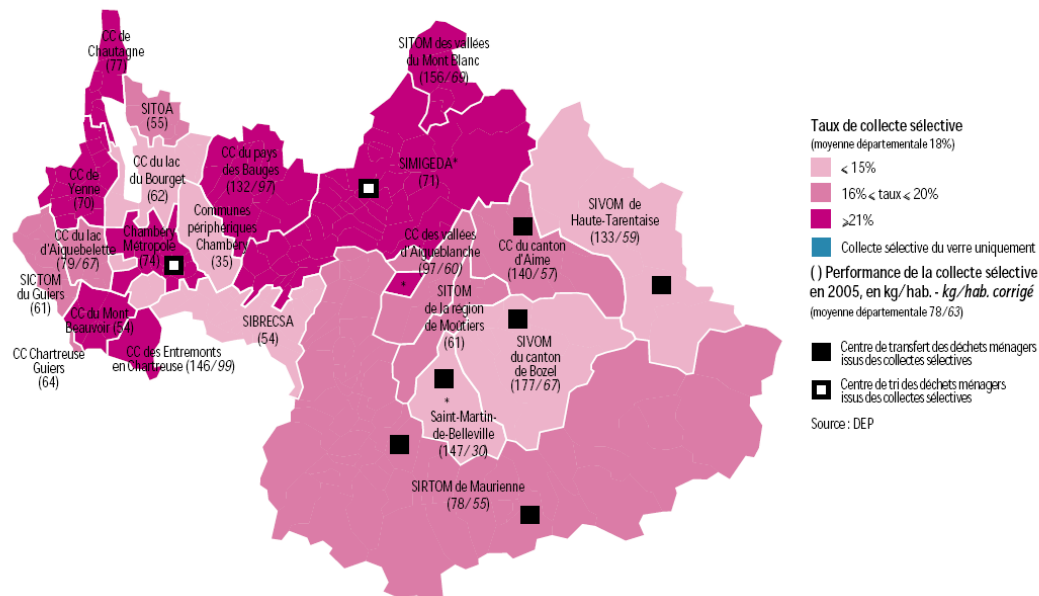 CC de
Chautagne
(77)
SITOM des vallées
du Mont Blanc
(156/69)
SITOA
(55)
CC du lac
du Bourget
(62)
CC du pays
des Bauges
(132/97)
SIMIGEDA*
(71)
CC de
Yenne
(70)
Communes
périphériques
Chambéry
(35)
SIVOM de
Haute-Tarentaise
(133/59)
CC du lac
d'Aiguebelette
(79/67)
Chambéry
Métropole
(74)
CC des vallées
d'Aigueblanche
(97/60)
*
CC du canton
d'Aime
(140/57)
SICTOM
du Guiers
(61)
SITOM
de la région
de Moûtiers
(61)
CC du Mont
Beauvoir (54)
SIBRECSA
(54)
SIVOM
du canton
de Bozel
(177/67)
CC Chartreuse
Guiers
(64)
CC des Entremonts
en Chartreuse (146/99)
*
Saint-Martin-
de-Belleville
(147/30)
SIRTOM de Maurienne
(78/55)
Taux de collecte sélective
(moyenne départementale 18%)
⩽ 15%
16% ⩽ taux ⩽ 20%
⩾21%
Collecte sélective du verre uniquement
( ) Performance de la collecte sélective
en 2005, en kg/hab. - kg/hab. corrigé
(moyenne départementale 78/63)
Centre de transfert des déchets ménagers
issus des collectes sélectives
Centre de tri des déchets ménagers
issus des collectes sélectives
Source : DEP